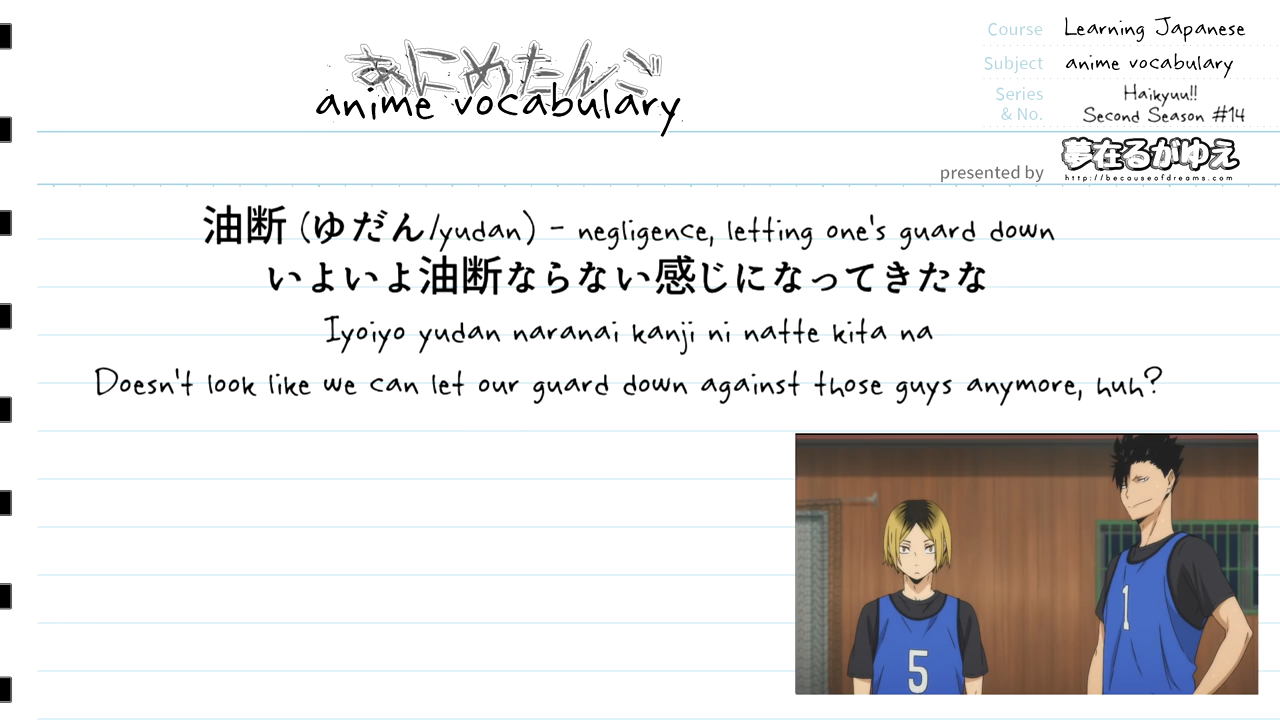 あにめたんご
anime vocabulary
Course Learning Japanese
Subject anime vocabulary
Series & No. Haikyuu!! Second Season #14
presented by 夢在るがゆえ
http://becauseofdreams.com
油断 (ゆだん/yudan) - negligence, letting one's guard down
いよいよ油断ならない感じになってきたな
Iyoiyo yudan naranai kanji ni natte kita na
Doesn't look like we can let our guard down against those guys anymore, huh?
5
1